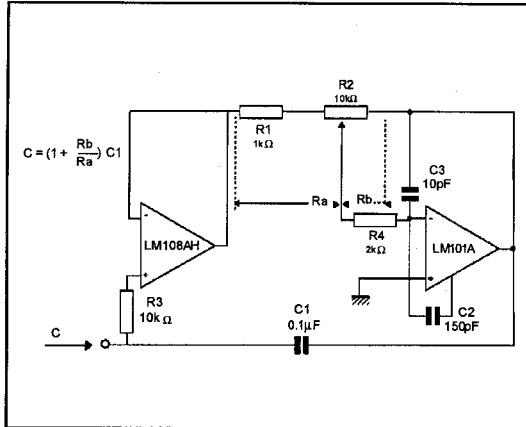 R2
10kΩ
R1
1kΩ
C = (1 + Rb/Ra) C1
C3
10pF
Ra
Rb
-
+
LM108AH
R4
2kΩ
-
+
LM101A
R3
10kΩ
C1
0.1µF
C2
150pF
C